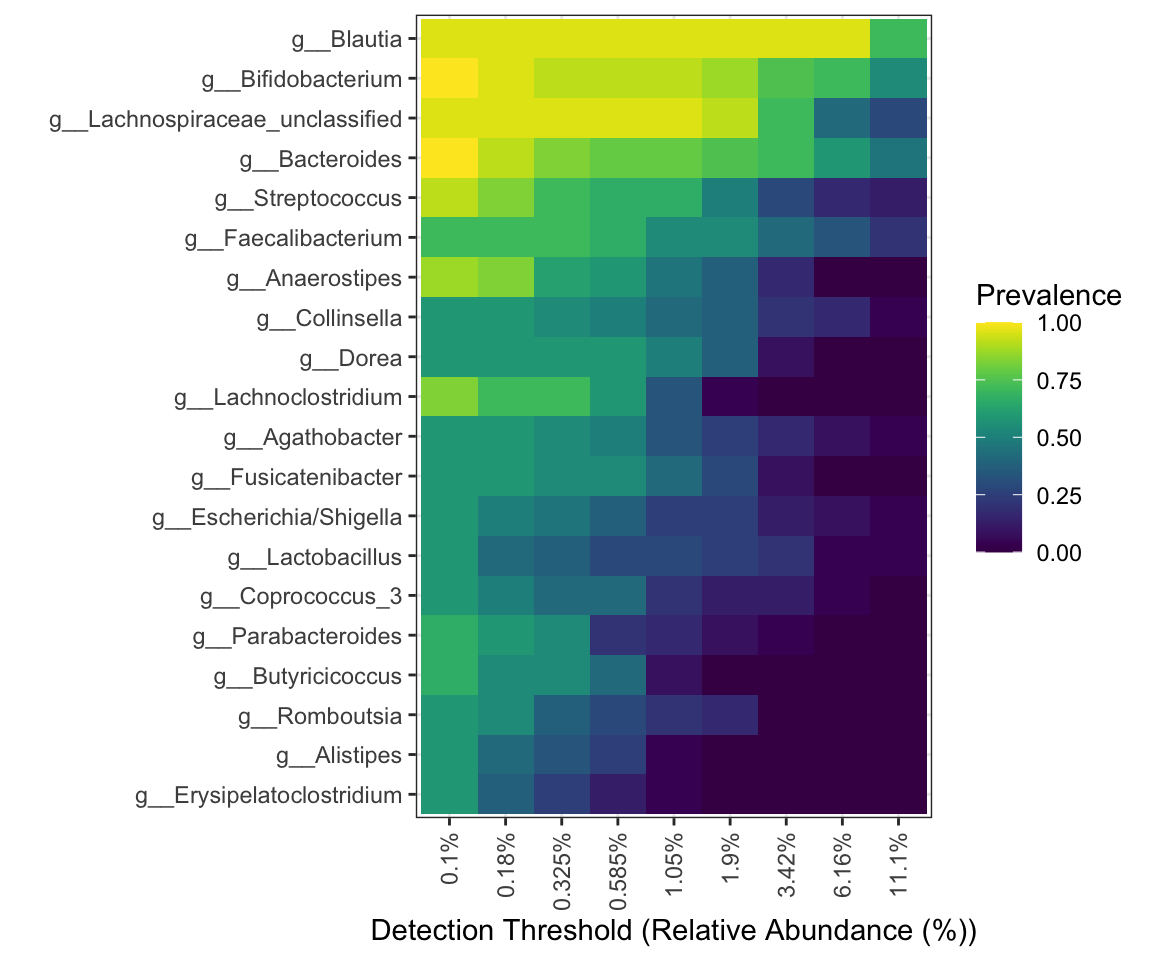 g__Blautia
g__Bifidobacterium
g__Lachnospiraceae_unclassified
g__Bacteroides
g__Streptococcus
g__Faecalibacterium
g__Anaerostipes
g__Collinsella
g__Dorea
g__Lachnoclostridium
g__Agathobacter
g__Fusicatenibacter
g__Escherichia/Shigella
g__Lactobacillus
g__Coprococcus_3
g__Parabacteroides
g__Butyricicoccus
g__Romboutsia
g__Alistipes
g__Erysipelatoclostridium
0.1%
0.18%
0.325%
0.585%
1.05%
1.9%
3.42%
6.16%
11.1%
Detection Threshold (Relative Abundance (%))
Prevalence
1.00
0.75
0.50
0.25
0.00